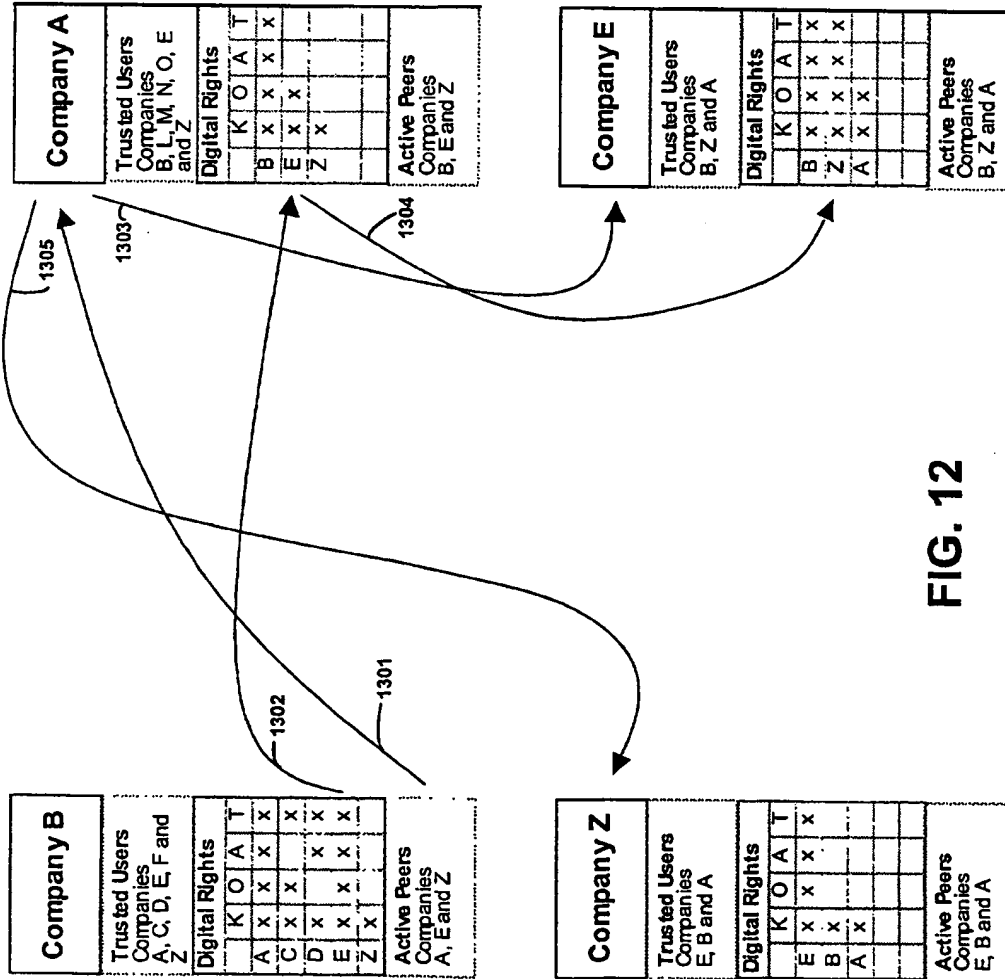 Company B
Trusted Users
Companies
A, C, D, E, F and
Z
Digital Rights
K O A T
A x x x x
C x x x
D x x x
E x x x x
Z x
Active Peers
Companies
A, E and Z
Company A
Trusted Users
Companies
B, L, M, N, O, E
and Z
Digital Rights
K O A T
B x x x x
E x x
Z x
Active Peers
Companies
B, E and Z
1305
1303
1304
1302
1301
Company Z
Trusted Users
Companies
E, B and A
Digital Rights
K O A T
E x x x x
B x
A x
Active Peers
Companies
E, B and A
Company E
Trusted Users
Companies
B, Z and A
Digital Rights
K O A T
B x x x x
Z x x x x
A x x
Active Peers
Companies
B, Z and A
FIG. 12